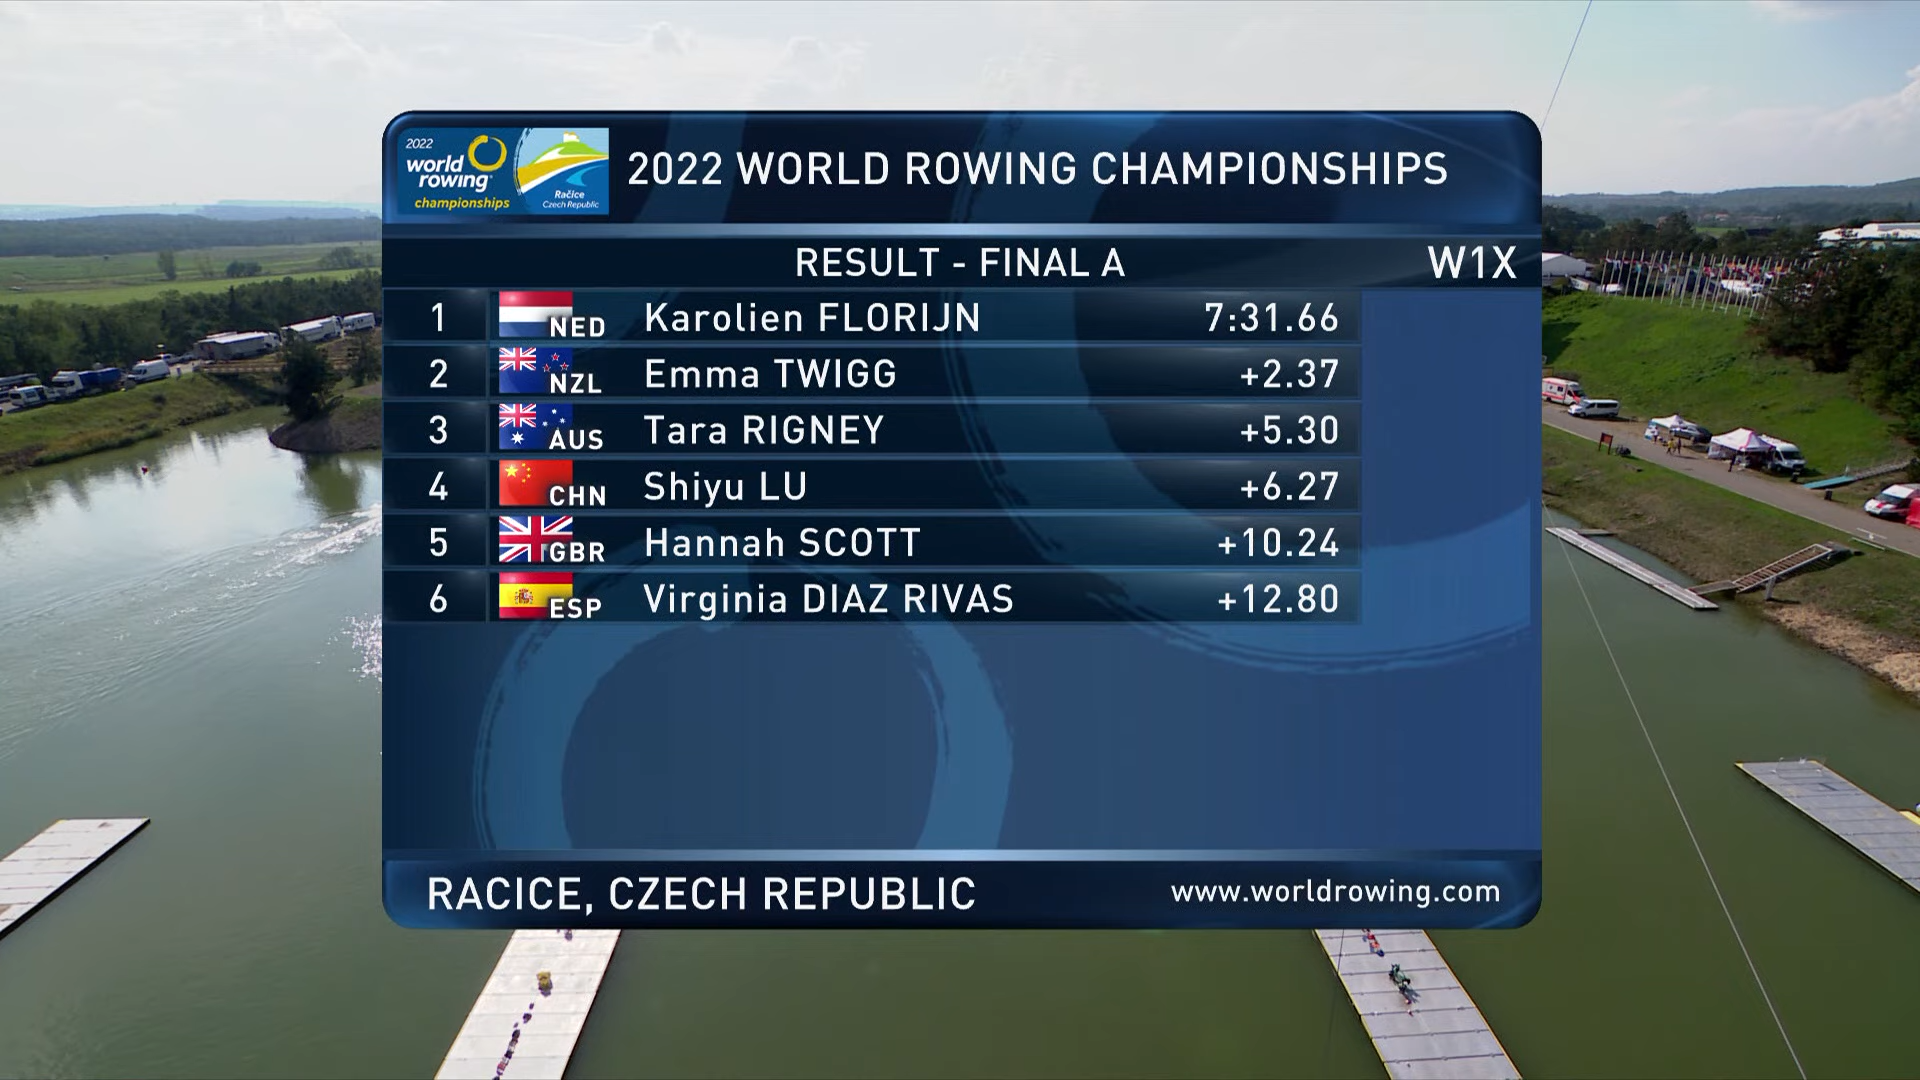 2022
world
rowing
championships
Račice
Czech Republic
2022 WORLD ROWING CHAMPIONSHIPS
RESULT - FINAL A W1X
1 NED Karolien FLORIJN 7:31.66
2 NZL Emma TWIGG +2.37
3 AUS Tara RIGNEY +5.30
4 CHN Shiyu LU +6.27
5 GBR Hannah SCOTT +10.24
6 ESP Virginia DIAZ RIVAS +12.80
RACICE, CZECH REPUBLIC www.worldrowing.com